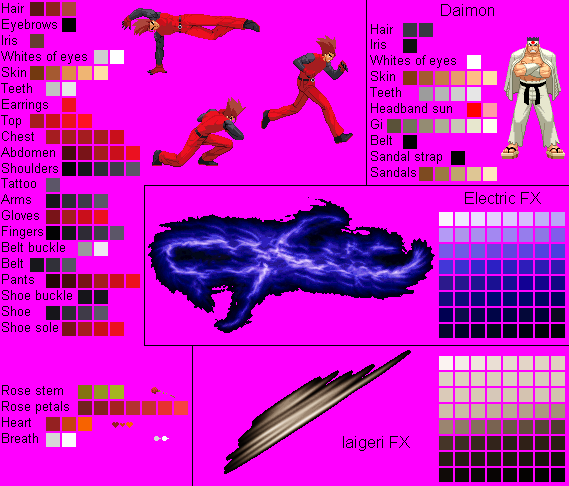 Hair
Eyebrows
Iris
Whites of eyes
Skin
Teeth
Earrings
Top
Chest
Abdomen
Shoulders
Tattoo
Arms
Gloves
Fingers
Belt buckle
Belt
Pants
Shoe buckle
Shoe
Shoe sole
Rose stem
Rose petals
Heart
Breath
Daimon
Hair
Iris
Whites of eyes
Skin
Teeth
Headband sun
Gi
Belt
Sandal strap
Sandals
Electric FX
Iaigeri FX